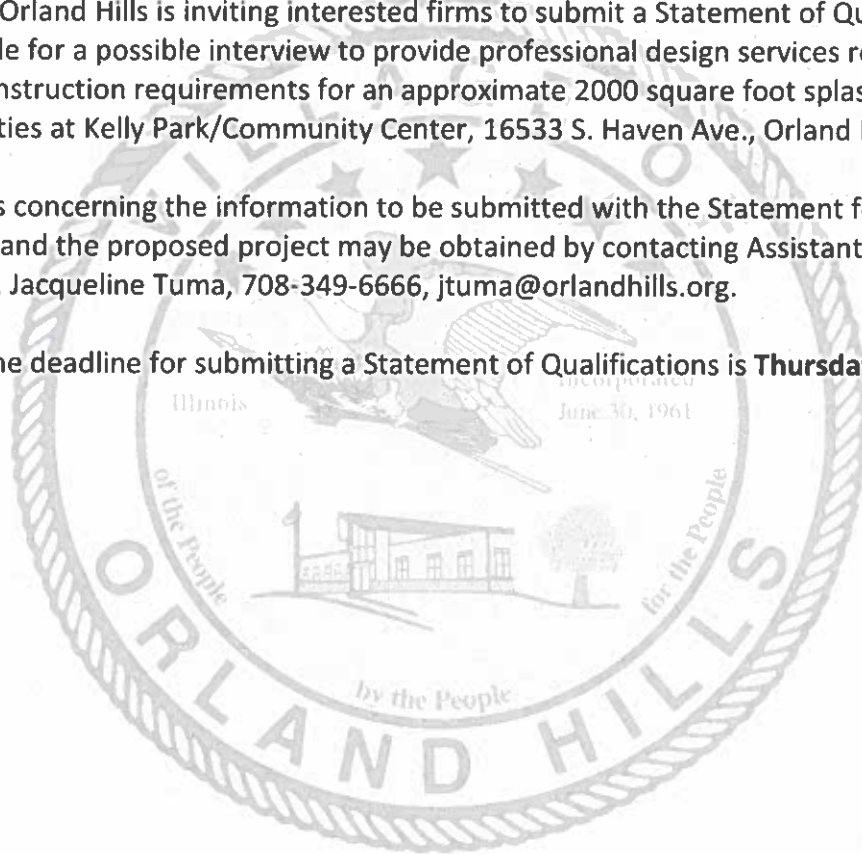 Orland Hills is inviting interested firms to submit a Statement of Qu
le for a possible interview to provide professional design services r
nstruction requirements for an approximate 2000 square foot splas
ties at Kelly Park/Community Center, 16533 S. Haven Ave., Orland
s concerning the information to be submitted with the Statement f
and the proposed project may be obtained by contacting Assistant
Jacqueline Tuma, 708-349-6666, jtuma@orlandhills.org.
ne deadline for submitting a Statement of Qualifications is Thursda
VILLAGE OF
Illinois
Incorporated
June 30, 1961
of the People
for the People
by the People
ORLAND HILLS